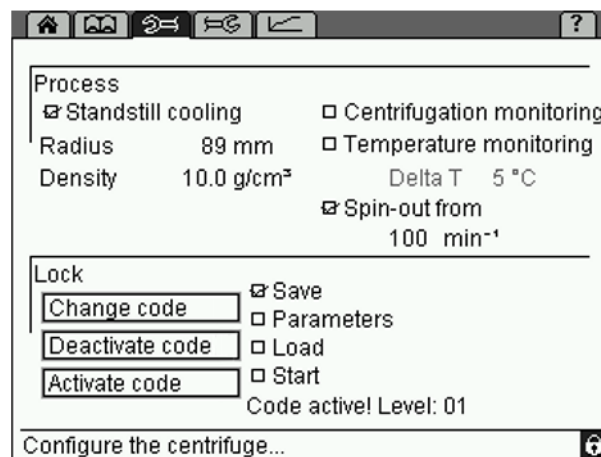 ?
Process
Standstill cooling
Radius 89 mm
Density 10.0 g/cm³
Centrifugation monitoring
Temperature monitoring
Delta T 5 °C
Spin-out from
100 min⁻¹
Lock
Change code
Deactivate code
Activate code
Save
Parameters
Load
Start
Code active! Level: 01
Configure the centrifuge...